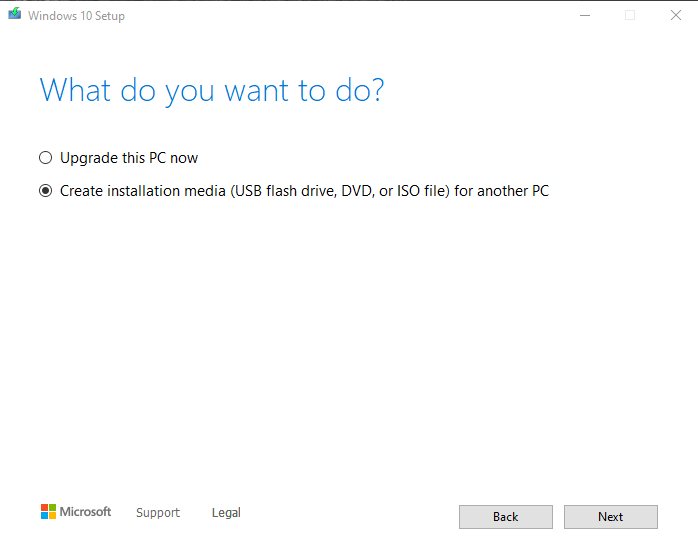 Windows 10 Setup
What do you want to do?
Upgrade this PC now
Create installation media (USB flash drive, DVD, or ISO file) for another PC
Microsoft Support Legal Back Next